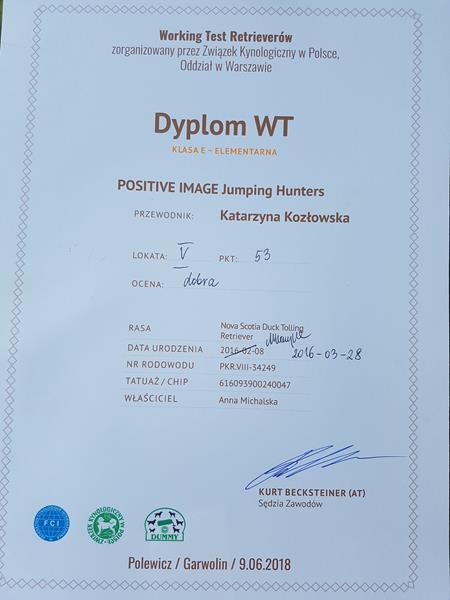 Working Test Retrieverów
zorganizowany przez Związek Kynologiczny w Polsce,
Oddział w Warszawie
Dyplom WT
KLASA E – ELEMENTARNA
POSITIVE IMAGE Jumping Hunters
PRZEWODNIK: Katarzyna Kozłowska
LOKATA: V PKT: 53
OCENA: dobra
RASA Nova Scotia Duck Tolling
Retriever
DATA URODZENIA 2016-02-08 2016-03-28
NR RODOWODU PKR.VIII-34249
TATUAŻ / CHIP 616093900240047
WŁAŚCICIEL Anna Michalska
KURT BECKSTEINER (AT)
Sędzia Zawodów
FCI
ZWIĄZEK KYNOLOGICZNY W POLSCE
DUMMY
Polewicz / Garwolin / 9.06.2018